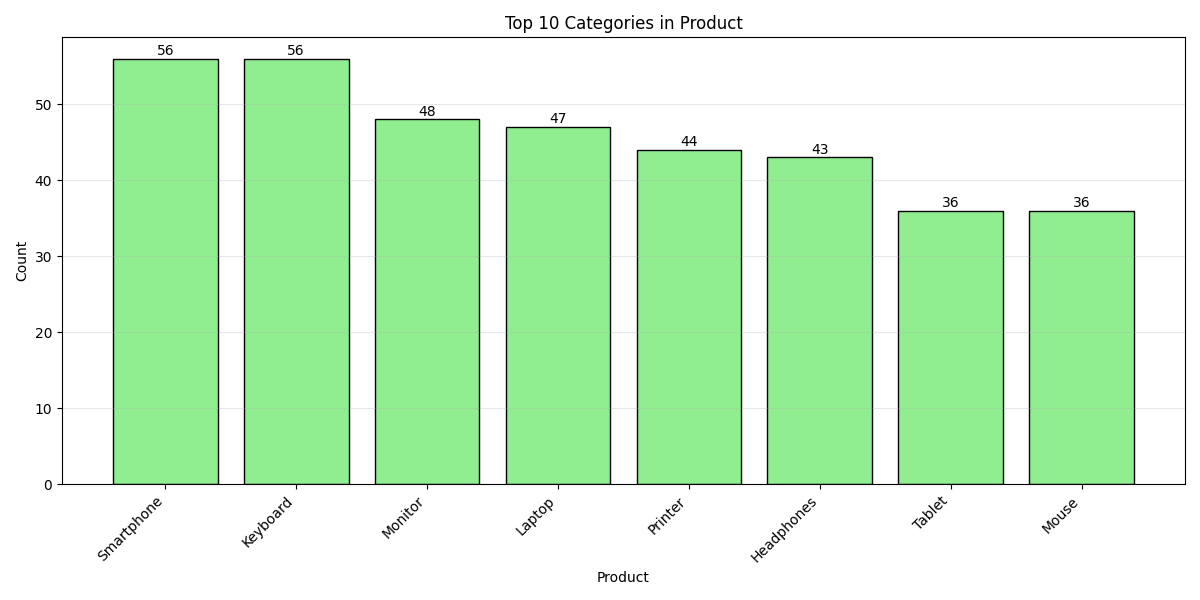 Top 10 Categories in Product
Count
50
40
30
20
10
0
56
56
48
47
44
43
36
36
Smartphone
Keyboard
Monitor
Laptop
Printer
Headphones
Tablet
Mouse
Product